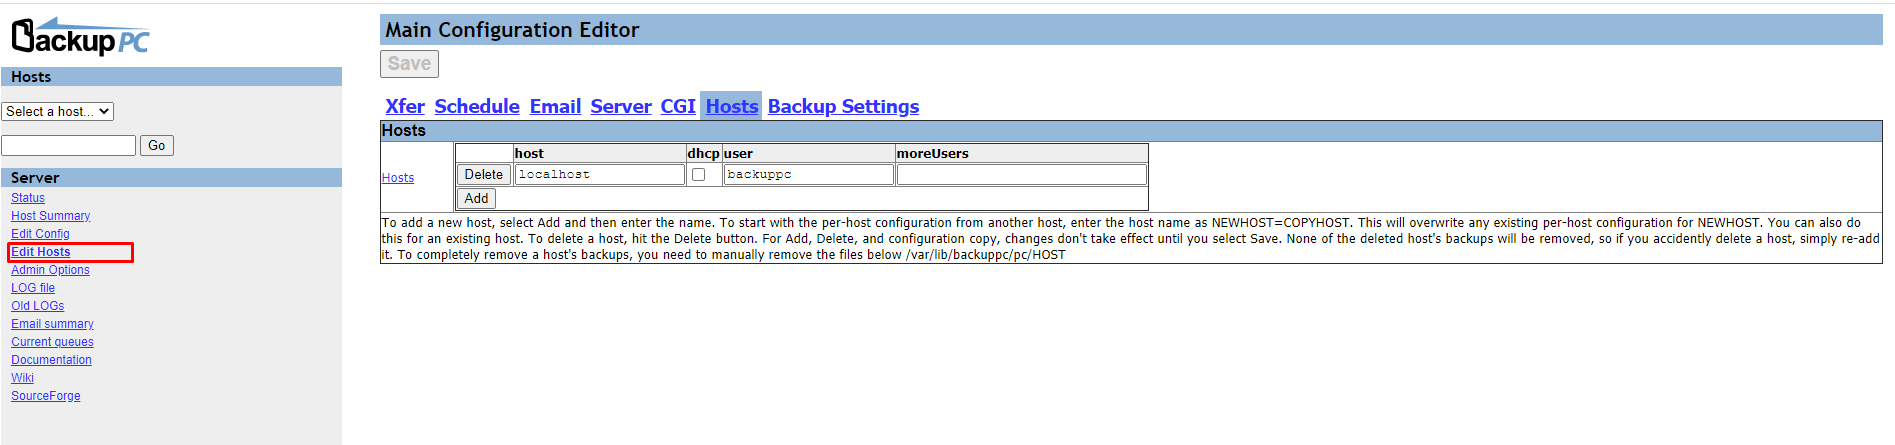 BackupPC
Hosts
Select a host...
Go
Server
Status
Host Summary
Edit Config
Edit Hosts
Admin Options
LOG file
Old LOGs
Email summary
Current queues
Documentation
Wiki
SourceForge
Main Configuration Editor
Save
Xfer Schedule Email Server CGI Hosts Backup Settings
Hosts
host dhcp user moreUsers
Hosts Delete localhost backuppc
Add
To add a new host, select Add and then enter the name. To start with the per-host configuration from another host, enter the host name as NEWHOST=COPYHOST. This will overwrite any existing per-host configuration for NEWHOST. You can also do
this for an existing host. To delete a host, hit the Delete button. For Add, Delete, and configuration copy, changes don't take effect until you select Save. None of the deleted host's backups will be removed, so if you accidently delete a host, simply re-add
it. To completely remove a host's backups, you need to manually remove the files below /var/lib/backuppc/pc/HOST